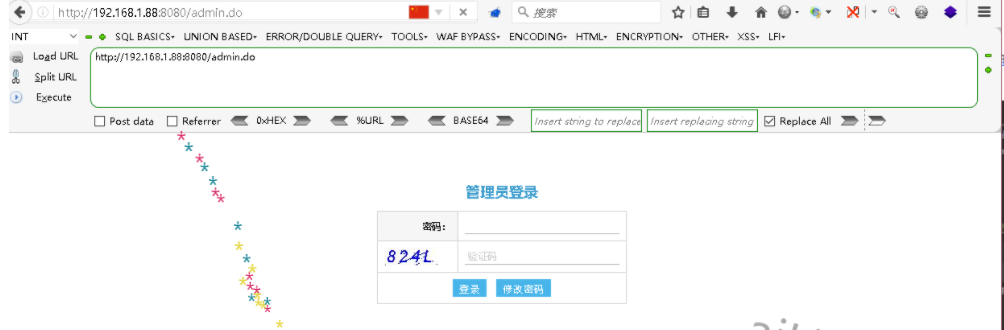 http://192.168.1.88:8080/admin.do 搜索
INT SQL BASICS UNION BASED ERROR/DOUBLE QUERY TOOLS WAF BYPASS ENCODING HTML ENCRYPTION OTHER XSS LFI
Load URL http://192.168.1.88:8080/admin.do
Split URL
Execute
Post data Referrer 0xHEX %URL BASE64 Insert string to replace Insert replacing string Replace All
管理员登录
密码:
824L 验证码
登录 修改密码